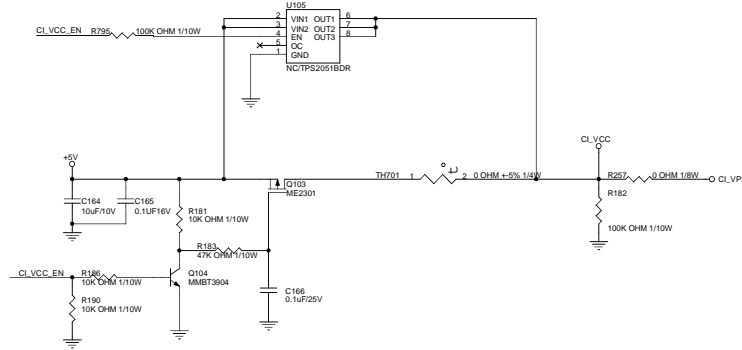 U105
2 VIN1 OUT1 6
3 VIN2 OUT2 7
4 EN OUT3 8
5 OC
1 GND
NC/TPS2051BDR
CI_VCC_EN R795 100K OHM 1/10W
CI_VCC
+5V
TH701 1 2 0 OHM +-5% 1/4W
R257 0 OHM 1/8W CI_VP
Q103
ME2301
C164
10uF/10V
C165
0.1UF16V
R181
10K OHM 1/10W
R182
100K OHM 1/10W
R183
47K OHM 1/10W
CI_VCC_EN R186
10K OHM 1/10W
Q104
MMBT3904
R190
10K OHM 1/10W
C166
0.1uF/25V